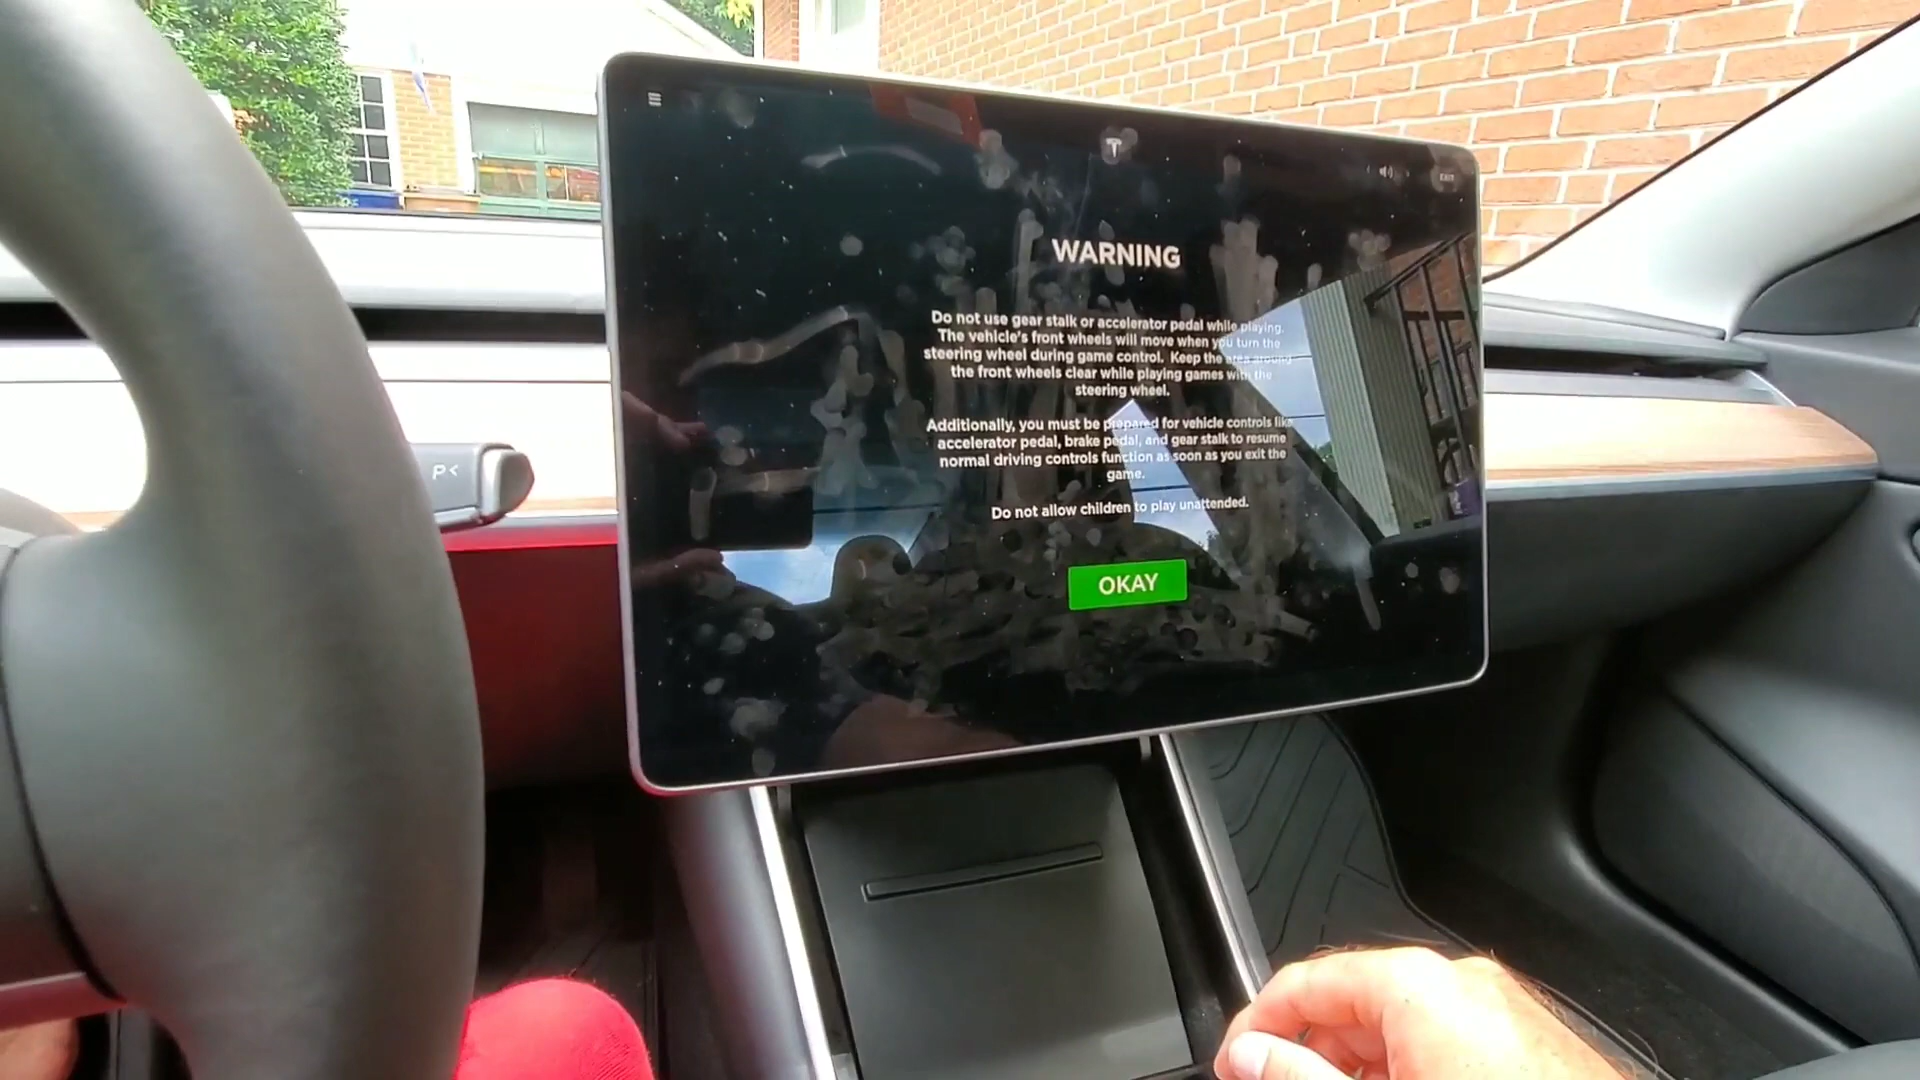 EXIT
WARNING
Do not use gear stalk or accelerator pedal while playing.
The vehicle's front wheels will move when you turn the
steering wheel during game control. Keep the area around
the front wheels clear while playing games with the
steering wheel.
Additionally, you must be prepared for vehicle controls like
accelerator pedal, brake pedal, and gear stalk to resume
normal driving controls function as soon as you exit the
game.
Do not allow children to play unattended.
P<
OKAY